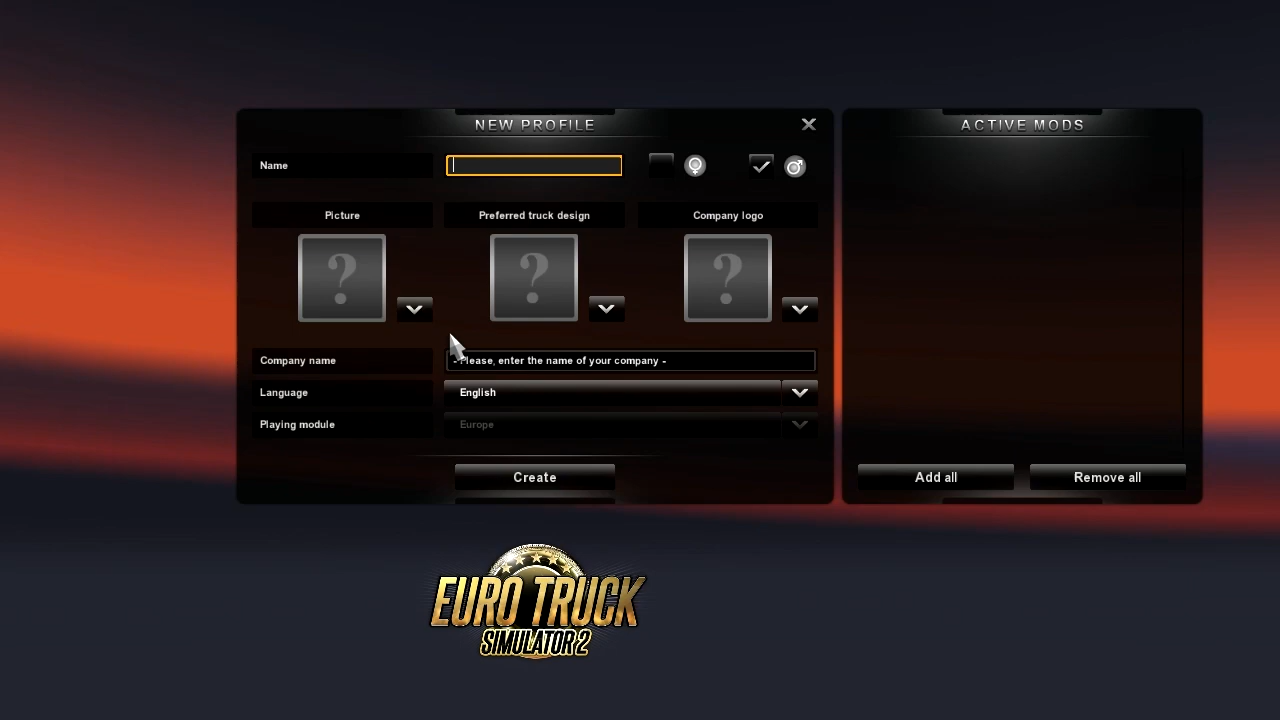 NEW PROFILE
Name
Picture
Preferred truck design
Company logo
?
?
?
Company name
- Please, enter the name of your company -
Language
English
Playing module
Europe
Create
ACTIVE MODS
Add all
Remove all
EURO TRUCK
SIMULATOR 2